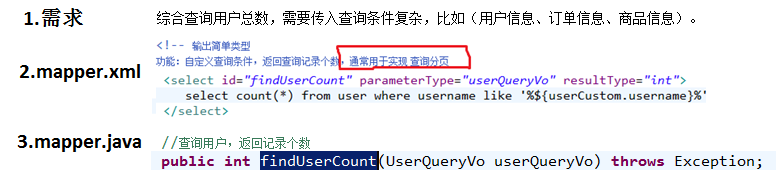 1.需求 综合查询用户总数，需要传入查询条件复杂，比如（用户信息、订单信息、商品信息）。
<!-- 输出简单类型
功能：自定义查询条件，返回查询记录个数，通常用于实现 查询分页
2.mapper.xml <select id="findUserCount" parameterType="userQueryVo" resultType="int">
select count(*) from user where username like '%${userCustom.username}%'
</select>
3.mapper.java //查询用户，返回记录个数
public int findUserCount(UserQueryVo userQueryVo) throws Exception;